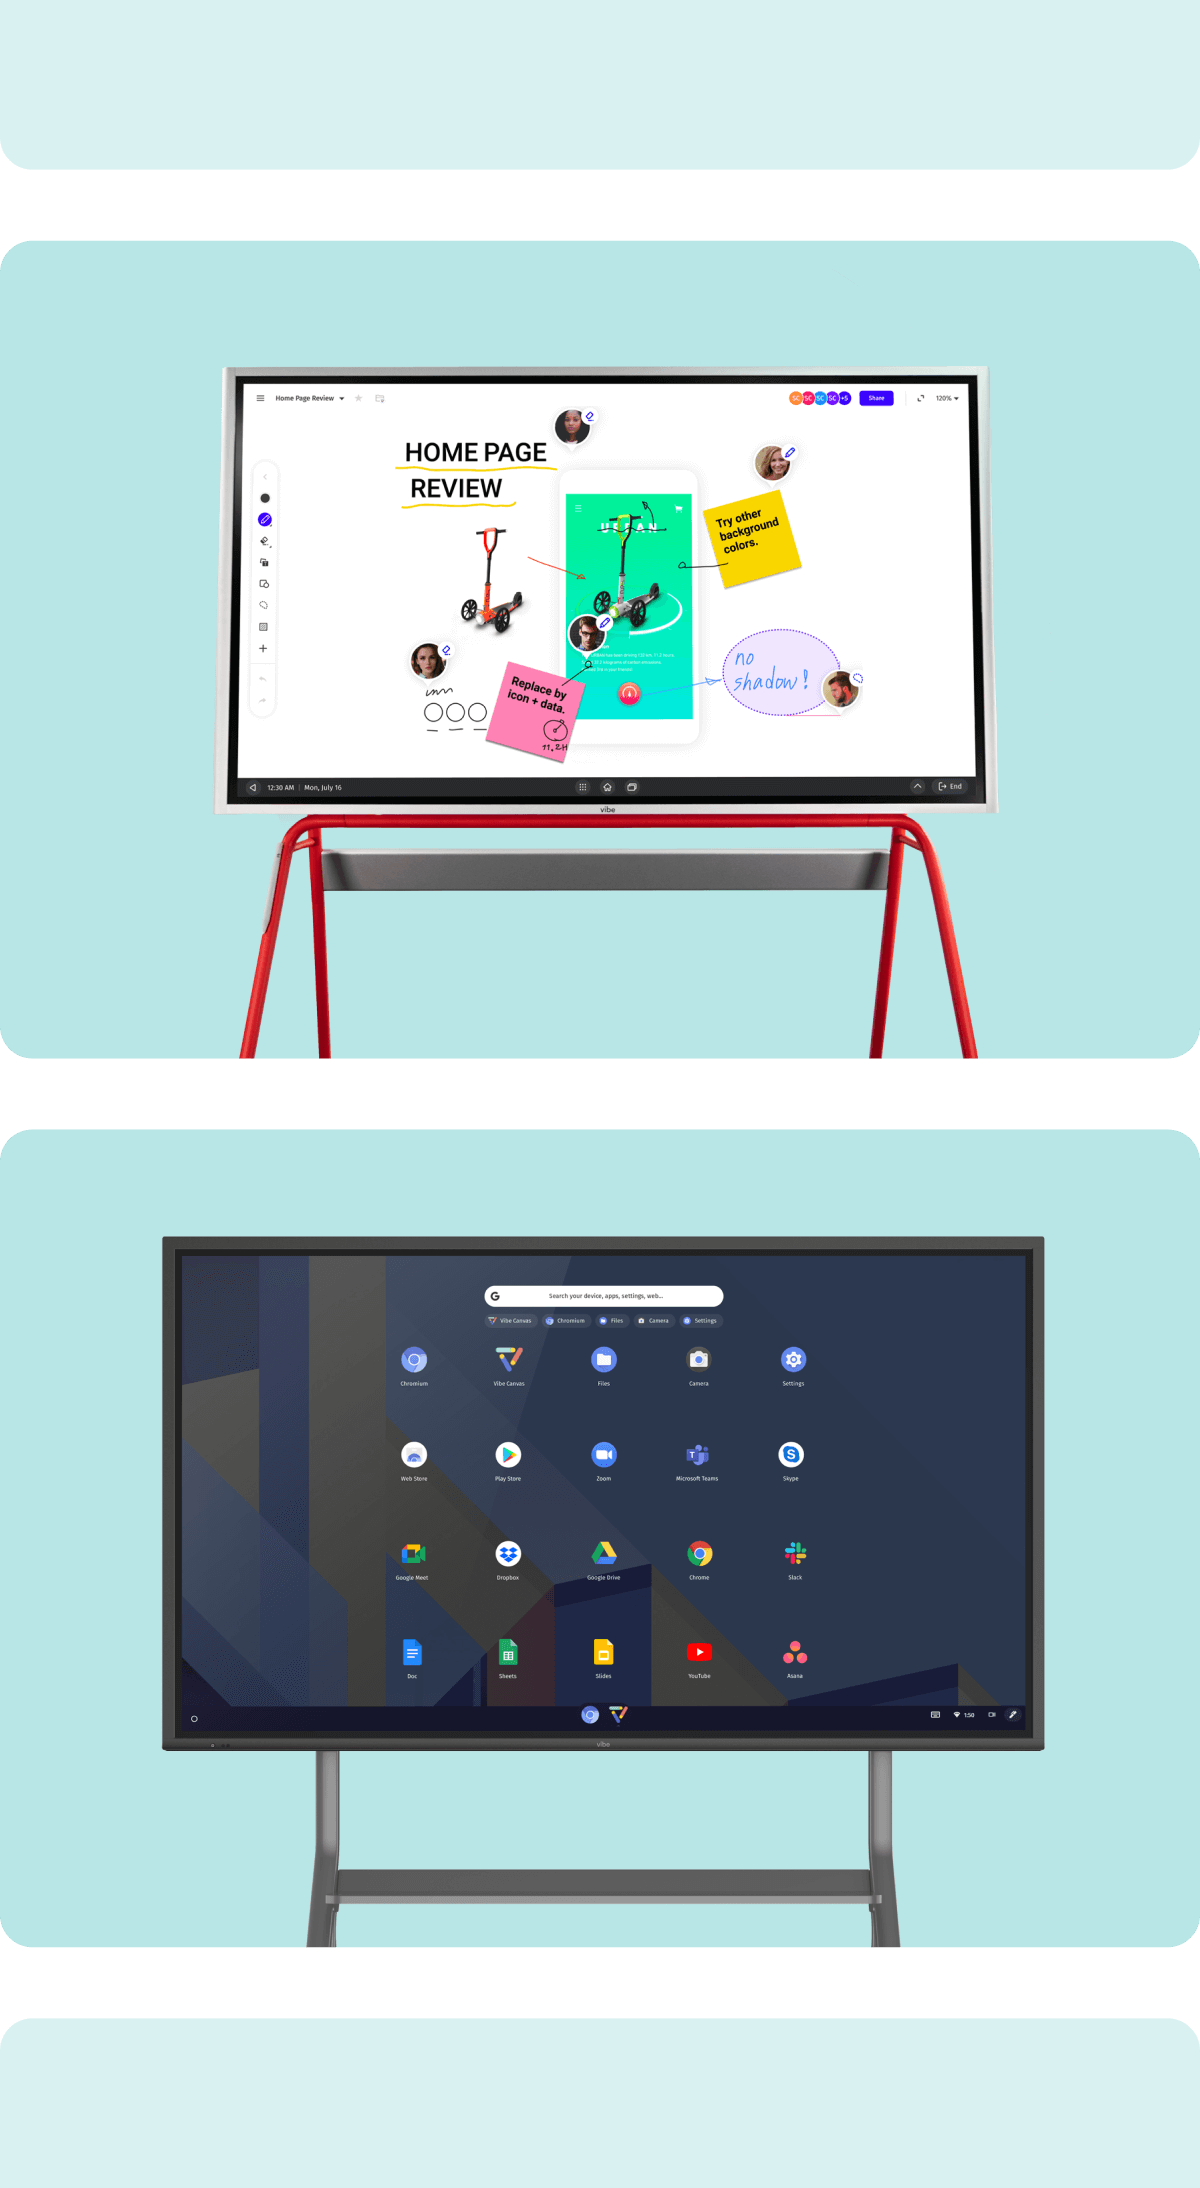 Home Page Review
SC SC SC SC +5
Share
120%
HOME PAGE
REVIEW
URBAN
Try other
background
colors.
Replace by
icon + data.
11.2H
no
shadow!
12:30 AM | Mon, July 16
End
vibe
G
Search your device, apps, settings, web...
Vibe Canvas
Chromium
Files
Camera
Settings
Chromium
Vibe Canvas
Files
Camera
Settings
Web Store
Play Store
Zoom
Microsoft Teams
Skype
Google Meet
Dropbox
Google Drive
Chrome
Slack
Doc
Sheets
Slides
YouTube
Asana
1:50
vibe